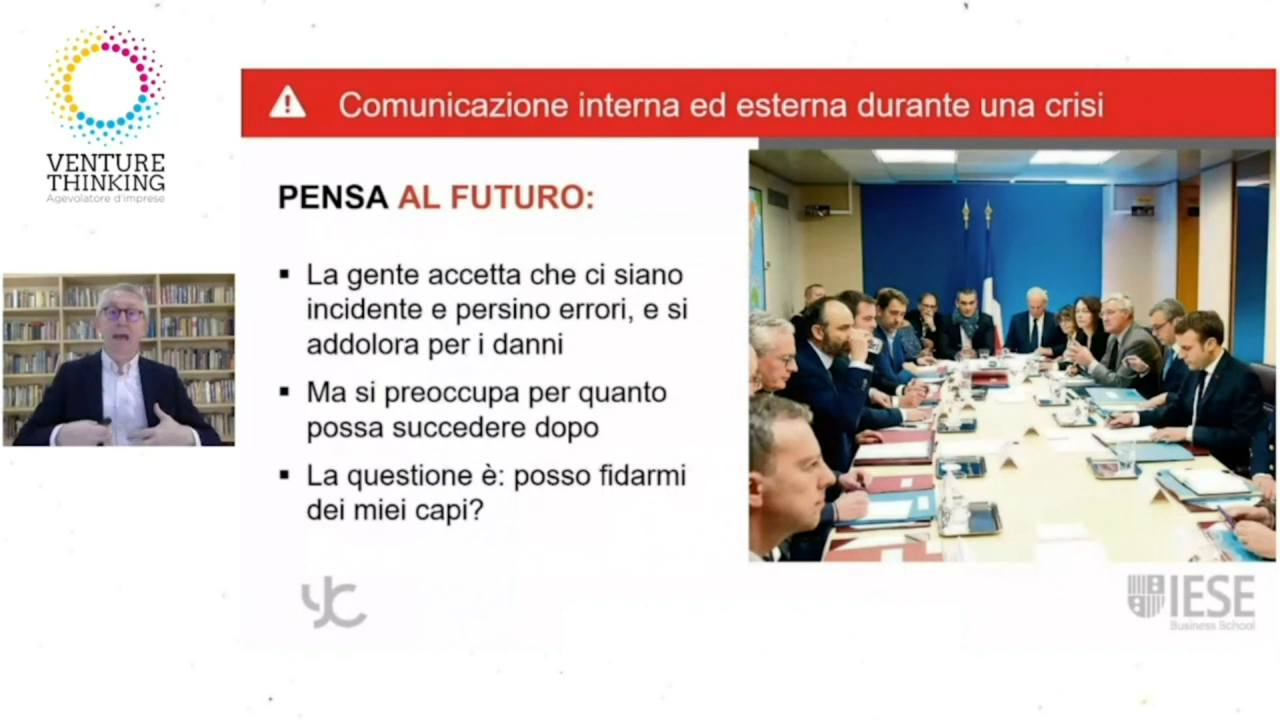 VENTURE
THINKING
Agevolatore d'imprese
Comunicazione interna ed esterna durante una crisi
PENSA AL FUTURO:
▪ La gente accetta che ci siano
incidente e persino errori, e si
addolora per i danni
▪ Ma si preoccupa per quanto
possa succedere dopo
▪ La questione è: posso fidarmi
dei miei capi?
yc
IESE
Business School